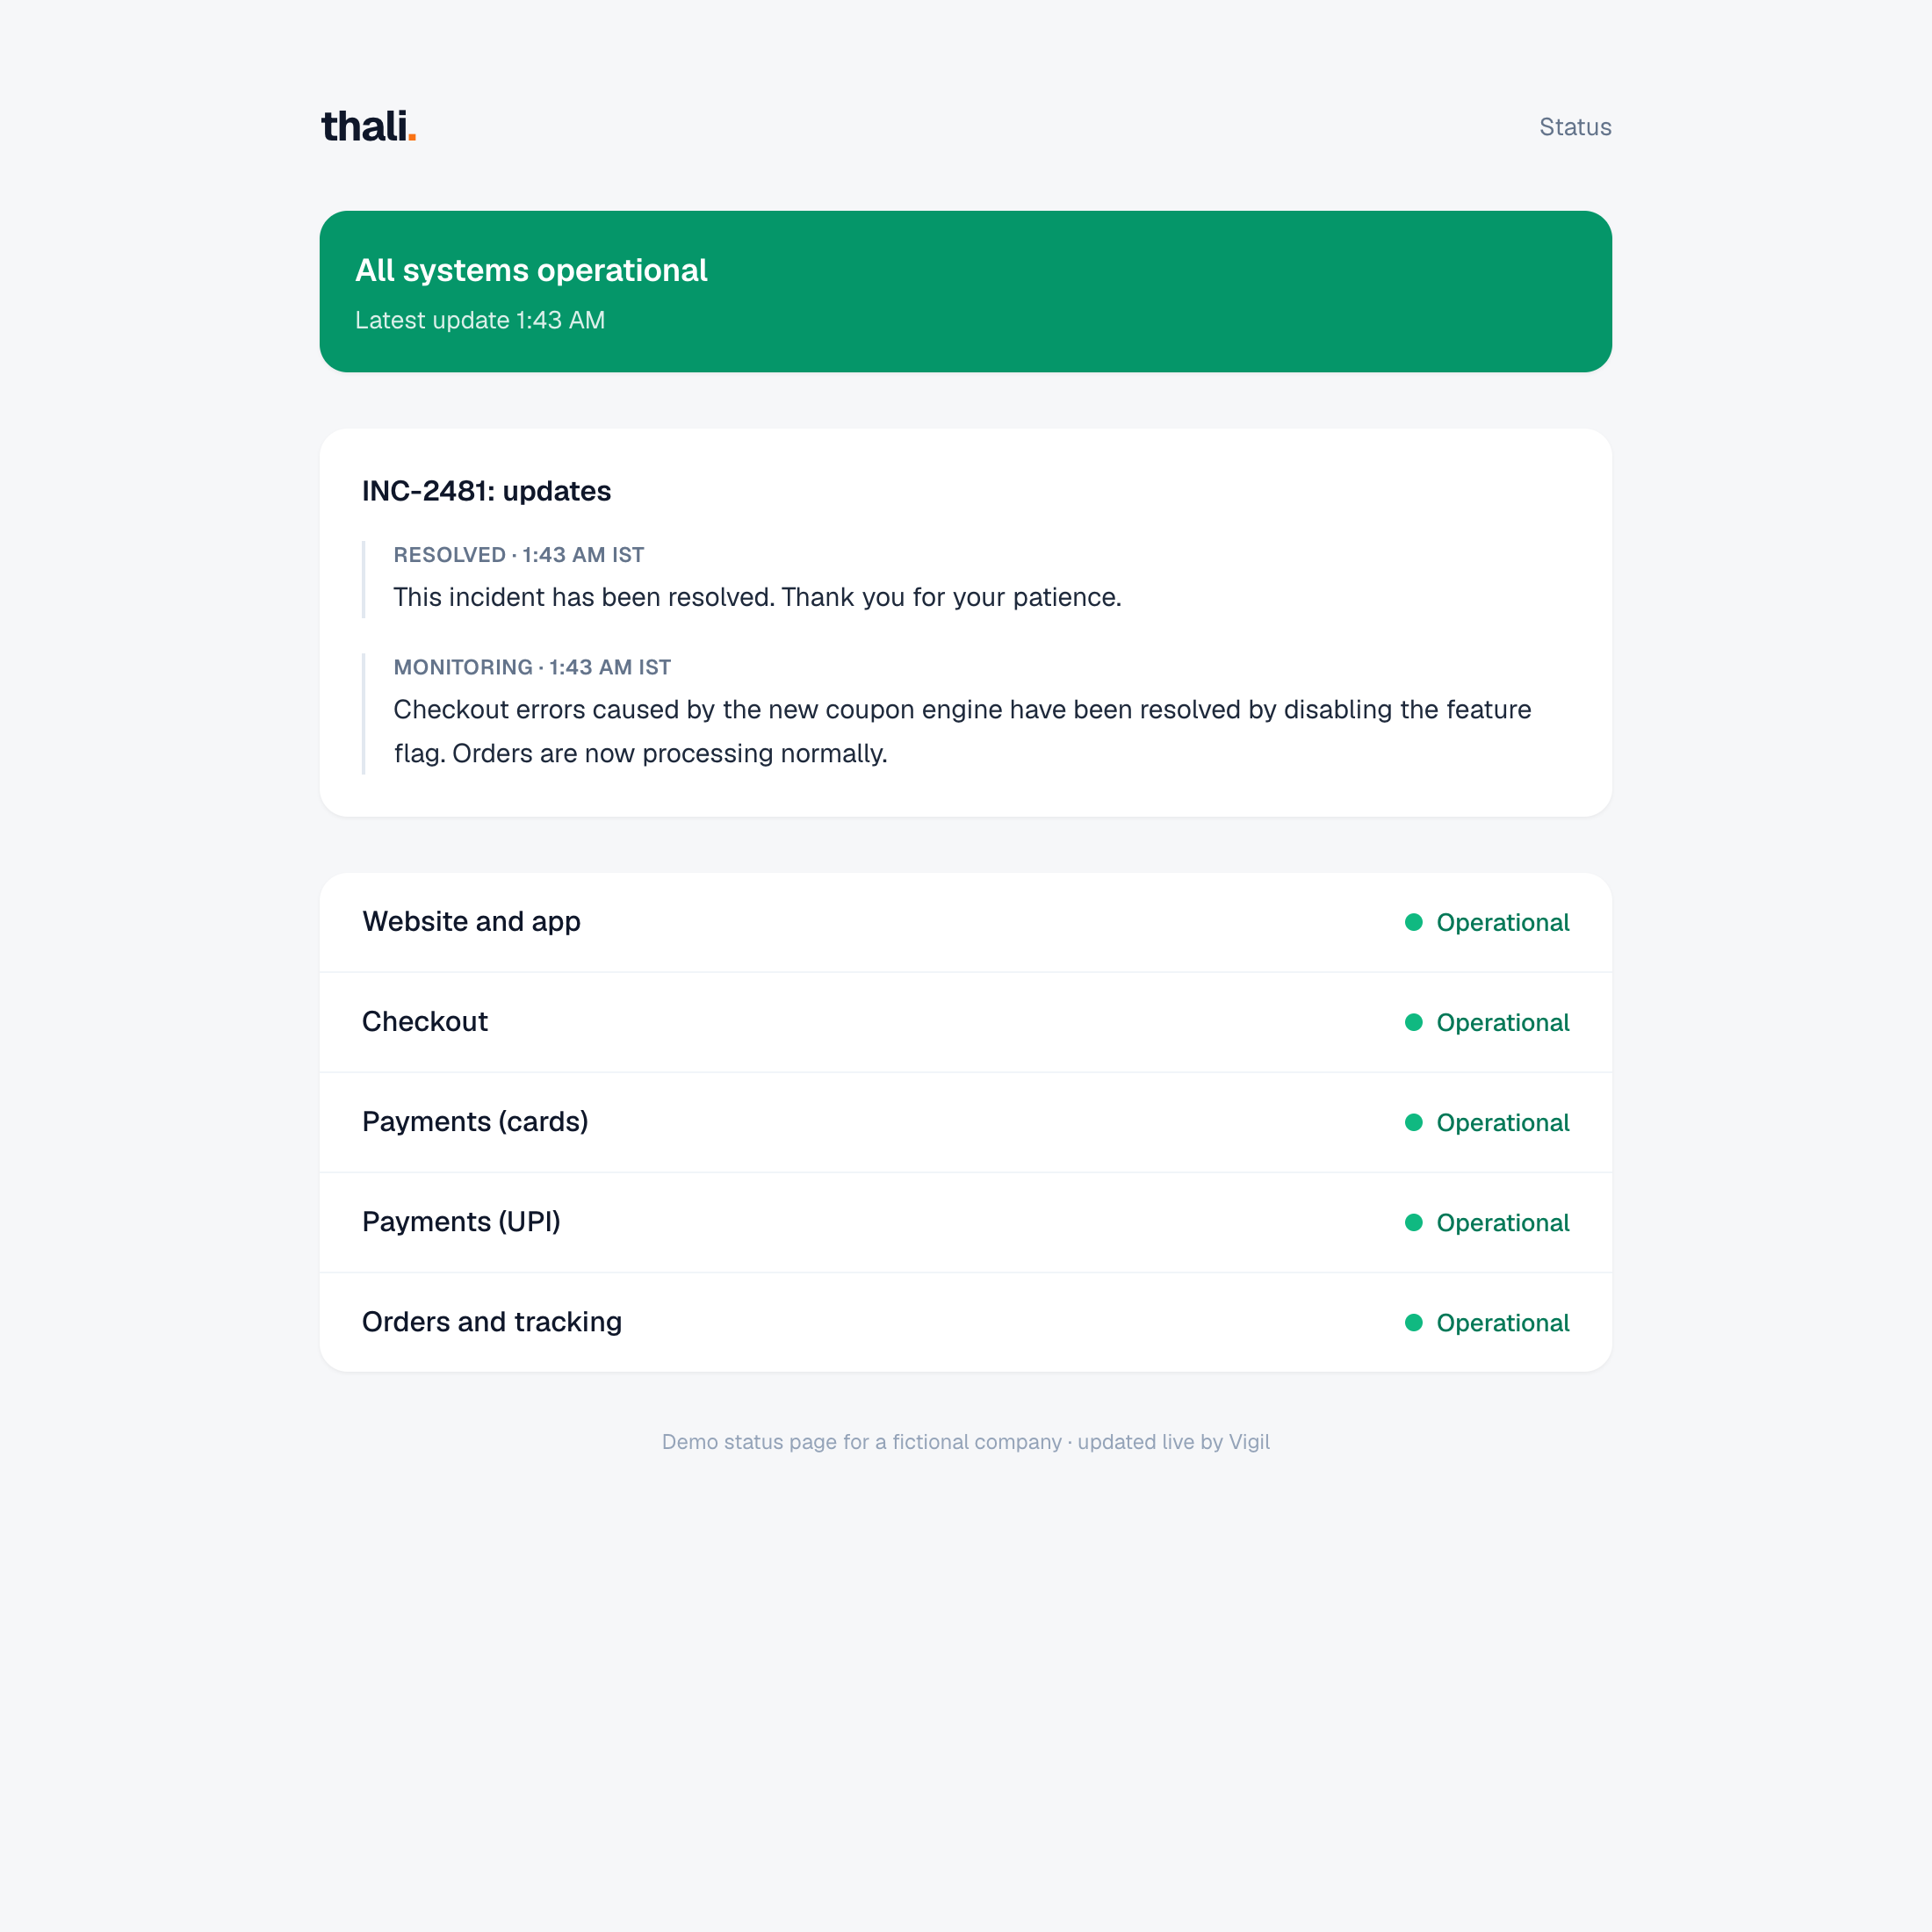 thali.
Status
All systems operational
Latest update 1:43 AM
INC-2481: updates
RESOLVED · 1:43 AM IST
This incident has been resolved. Thank you for your patience.
MONITORING · 1:43 AM IST
Checkout errors caused by the new coupon engine have been resolved by disabling the feature
flag. Orders are now processing normally.
Website and app
Operational
Checkout
Operational
Payments (cards)
Operational
Payments (UPI)
Operational
Orders and tracking
Operational
Demo status page for a fictional company · updated live by Vigil